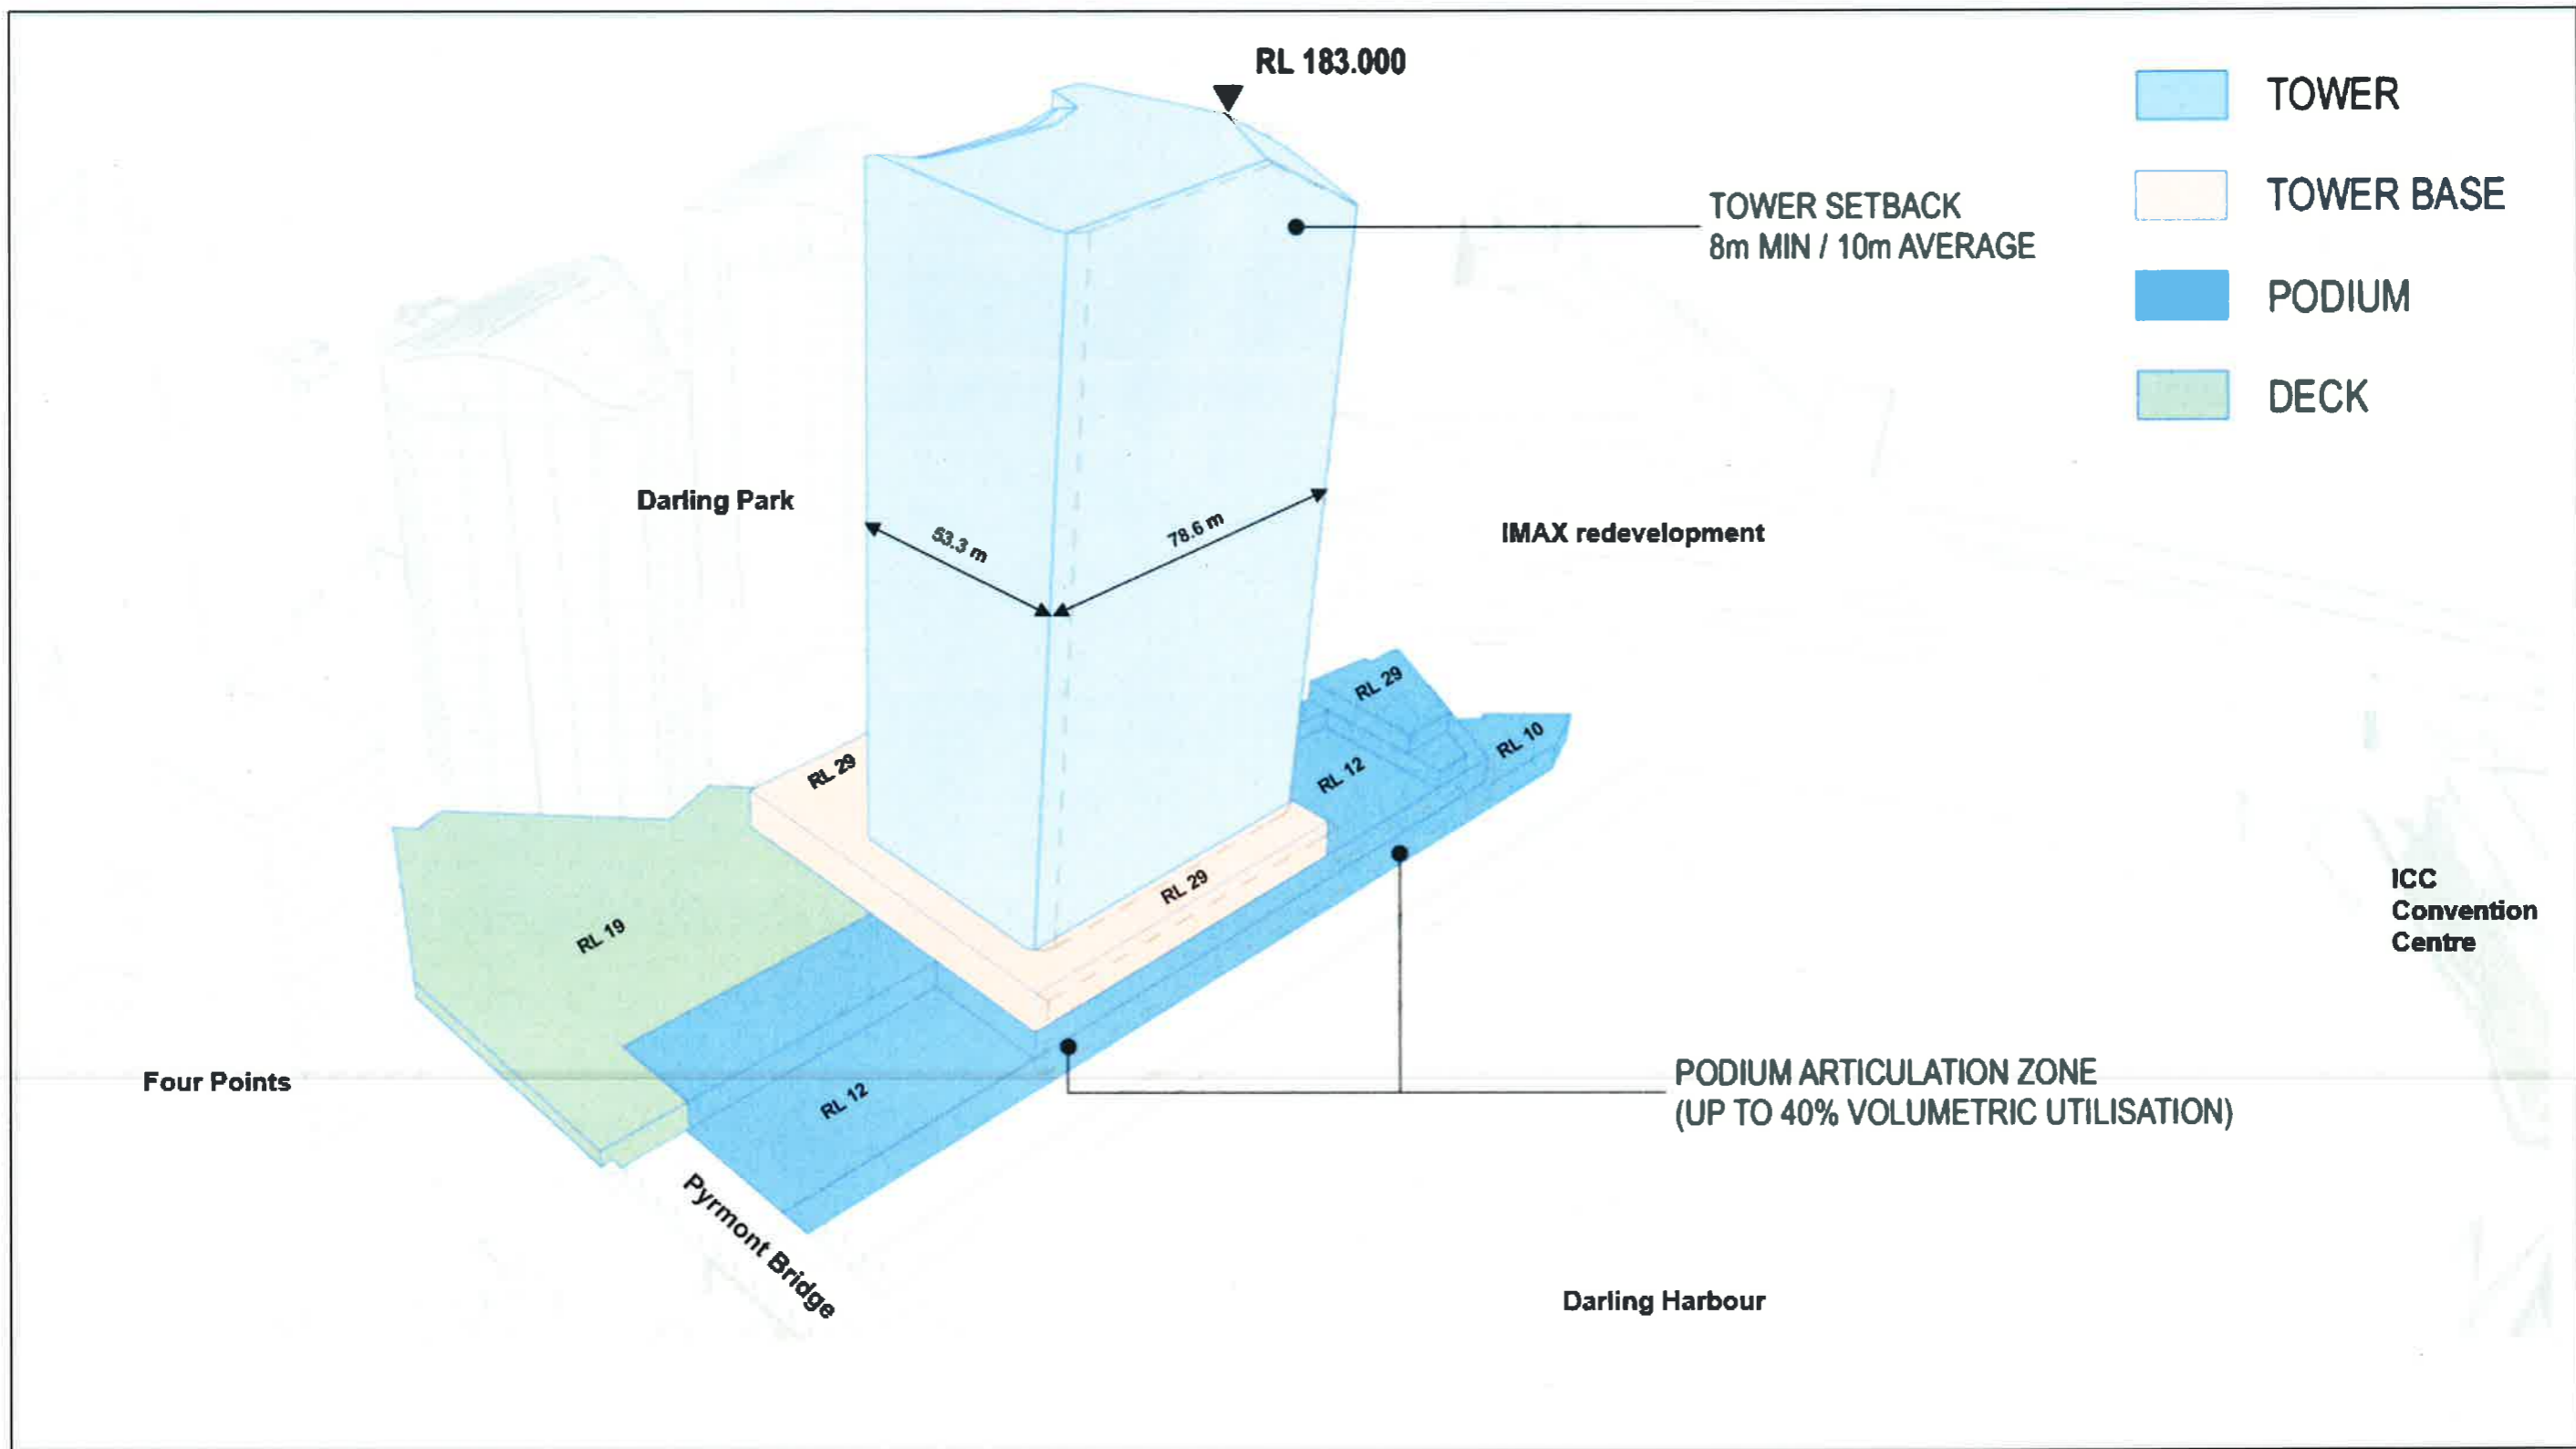 RL 183.000
TOWER
TOWER BASE
PODIUM
DECK
TOWER SETBACK
8m MIN / 10m AVERAGE
Darling Park
53.3 m
78.6 m
IMAX redevelopment
RL 29
RL 10
RL 12
RL 29
RL 29
RL 19
RL 12
ICC
Convention
Centre
Four Points
PODIUM ARTICULATION ZONE
(UP TO 40% VOLUMETRIC UTILISATION)
Pyrmont Bridge
Darling Harbour